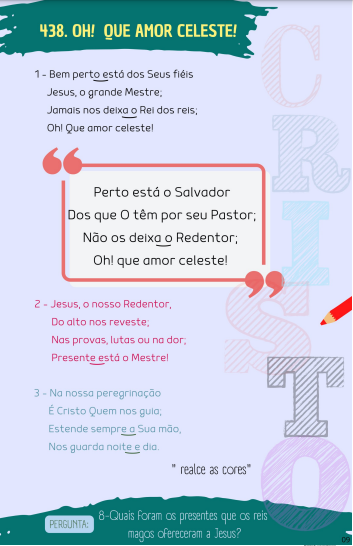 438. OH! QUE AMOR CELESTE!
1 - Bem perto está dos Seus fiéis
Jesus, o grande Mestre;
Jamais nos deixa o Rei dos reis;
Oh! Que amor celeste!
Perto está o Salvador
Dos que O têm por seu Pastor;
Não os deixa o Redentor;
Oh! que amor celeste!
2 - Jesus, o nosso Redentor,
Do alto nos reveste;
Nas provas, lutas ou na dor;
Presente está o Mestre!
3 - Na nossa peregrinação
É Cristo Quem nos guia;
Estende sempre a Sua mão,
Nos guarda noite e dia.
CRISTO
" realce as cores"
PERGUNTA: 8-Quais foram os presentes que os reis
magos ofereceram a Jesus?
09